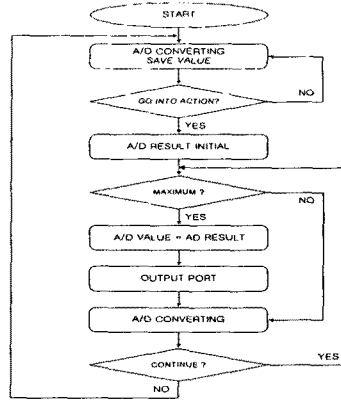 START
A/D CONVERTING
SAVE VALUE
GO INTO ACTION?
NO
YES
A/D RESULT INITIAL
MAXIMUM ?
NO
YES
A/D VALUE = AD RESULT
OUTPUT PORT
A/D CONVERTING
CONTINUE ?
YES
NO